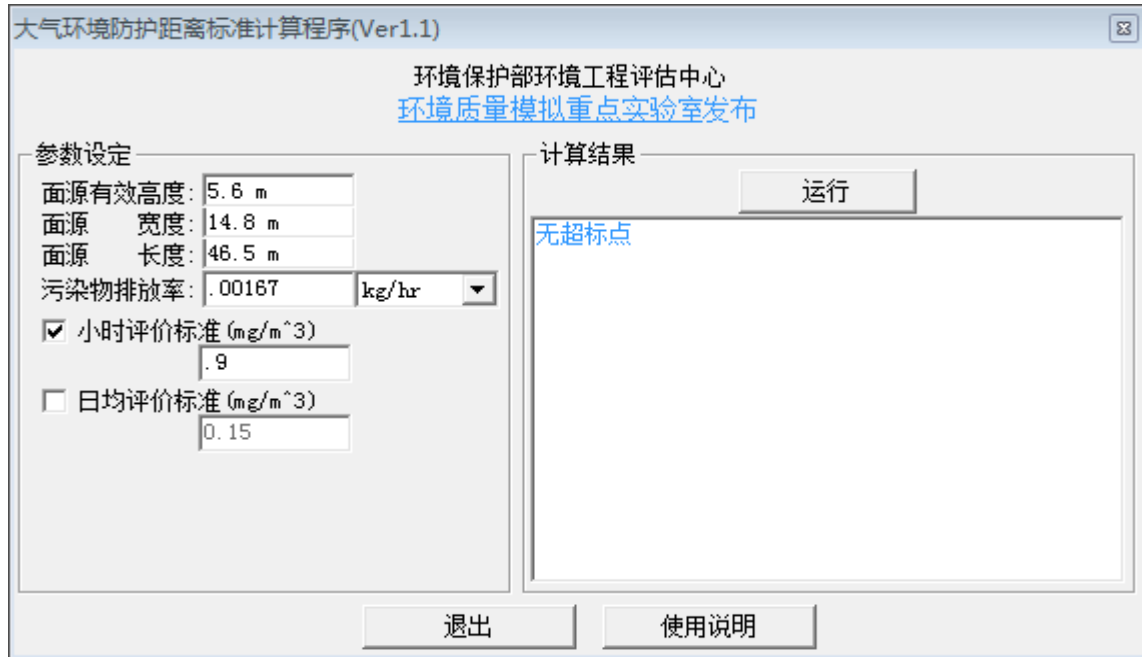 大气环境防护距离标准计算程序(Ver1.1)
环境保护部环境工程评估中心
环境质量模拟重点实验室发布
参数设定
面源有效高度: 5.6 m
面源 宽度: 14.8 m
面源 长度: 46.5 m
污染物排放率: .00167 kg/hr
小时评价标准(mg/m^3)
.9
日均评价标准(mg/m^3)
0.15
计算结果
运行
无超标点
退出
使用说明